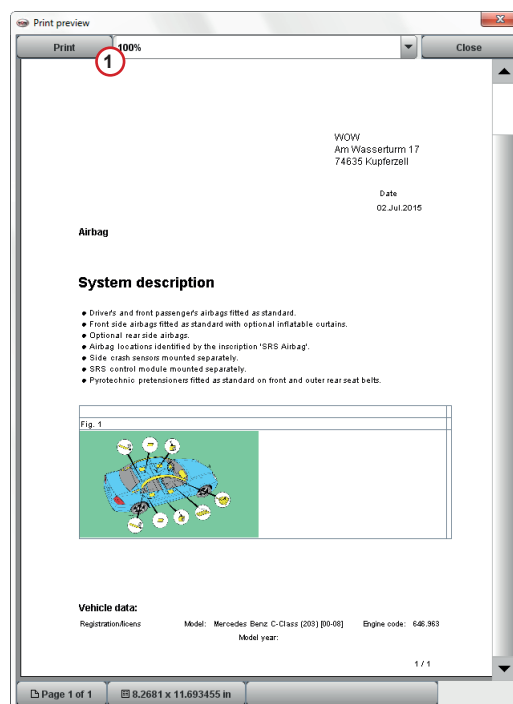 Print preview
Print
100%
Close
1
WOW
Am Wasserturm 17
74635 Kupferzell
Date
02.Jul.2015
Airbag
System description
● Driver's and front passenger's airbags fitted as standard.
● Front side airbags fitted as standard with optional inflatable curtains.
● Optional rear side airbags.
● Airbag locations identified by the inscription 'SRS Airbag'.
● Side crash sensors mounted separately.
● SRS control module mounted separately.
● Pyrotechnic pretensioners fitted as standard on front and outer rear seat belts.
Fig. 1
Vehicle data:
Registration/licens Model: Mercedes Benz C-Class (203) [00-08] Engine code: 646.963
Model year:
1 / 1
Page 1 of 1 8.2681 x 11.693455 in